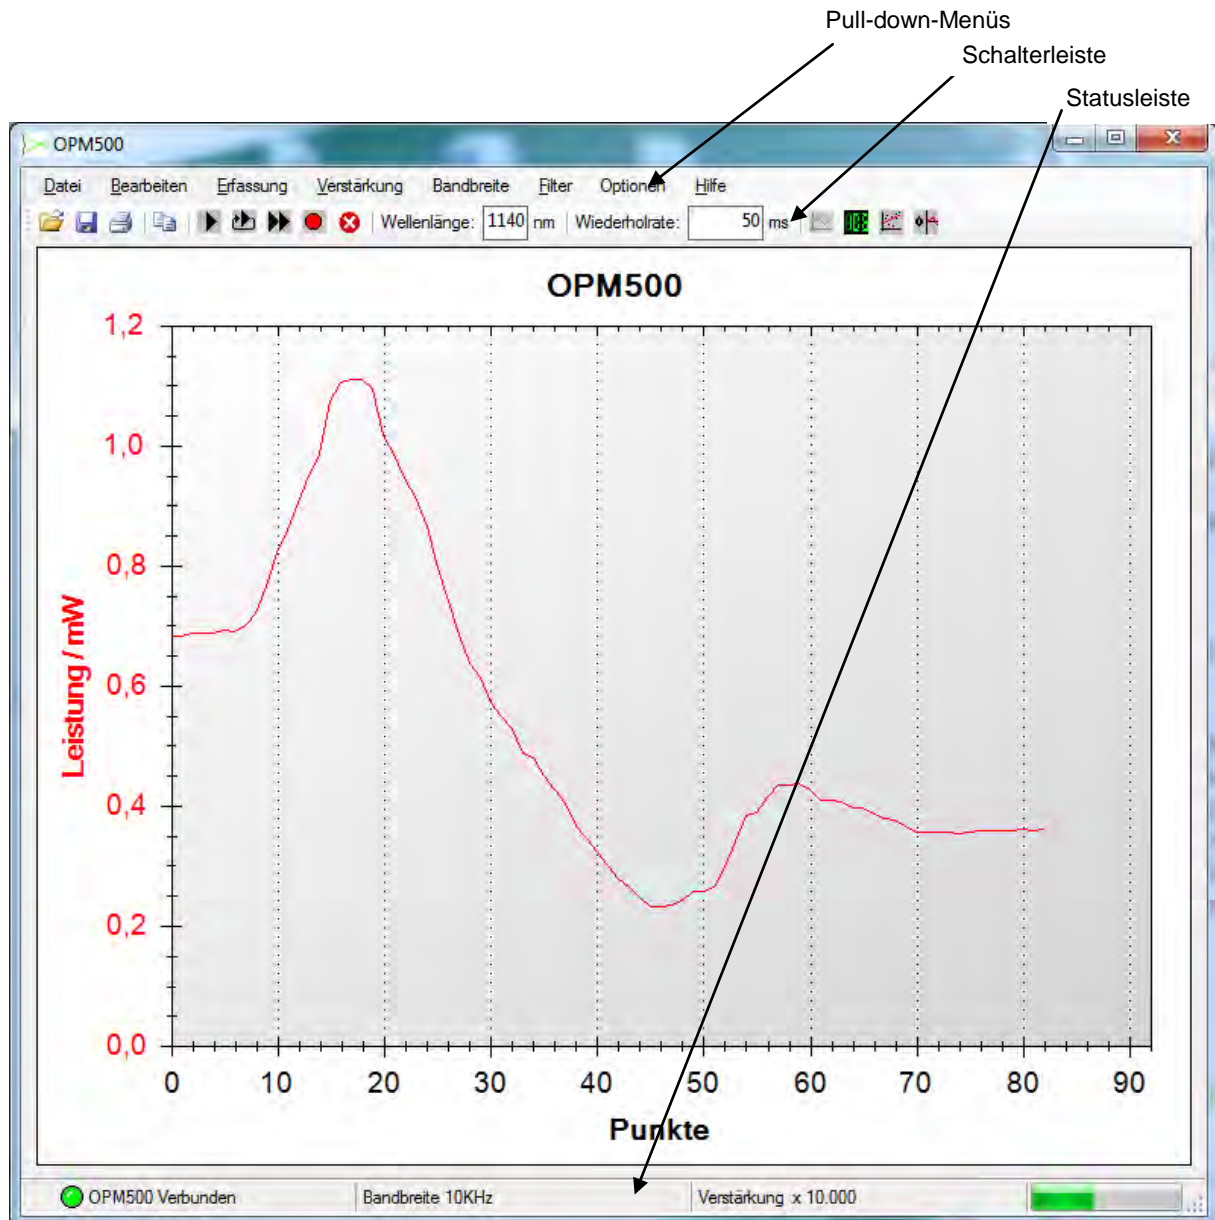 Pull-down-Menüs
Schalterleiste
Statusleiste
OPM500
Datei Bearbeiten Erfassung Verstärkung Bandbreite Filter Optionen Hilfe
Wellenlänge: 1140 nm Wiederholrate: 50 ms
OPM500
1,2
1,0
0,8
0,6
0,4
0,2
0,0
Leistung / mW
0 10 20 30 40 50 60 70 80 90
Punkte
OPM500 Verbunden Bandbreite 10KHz Verstärkung x 10.000